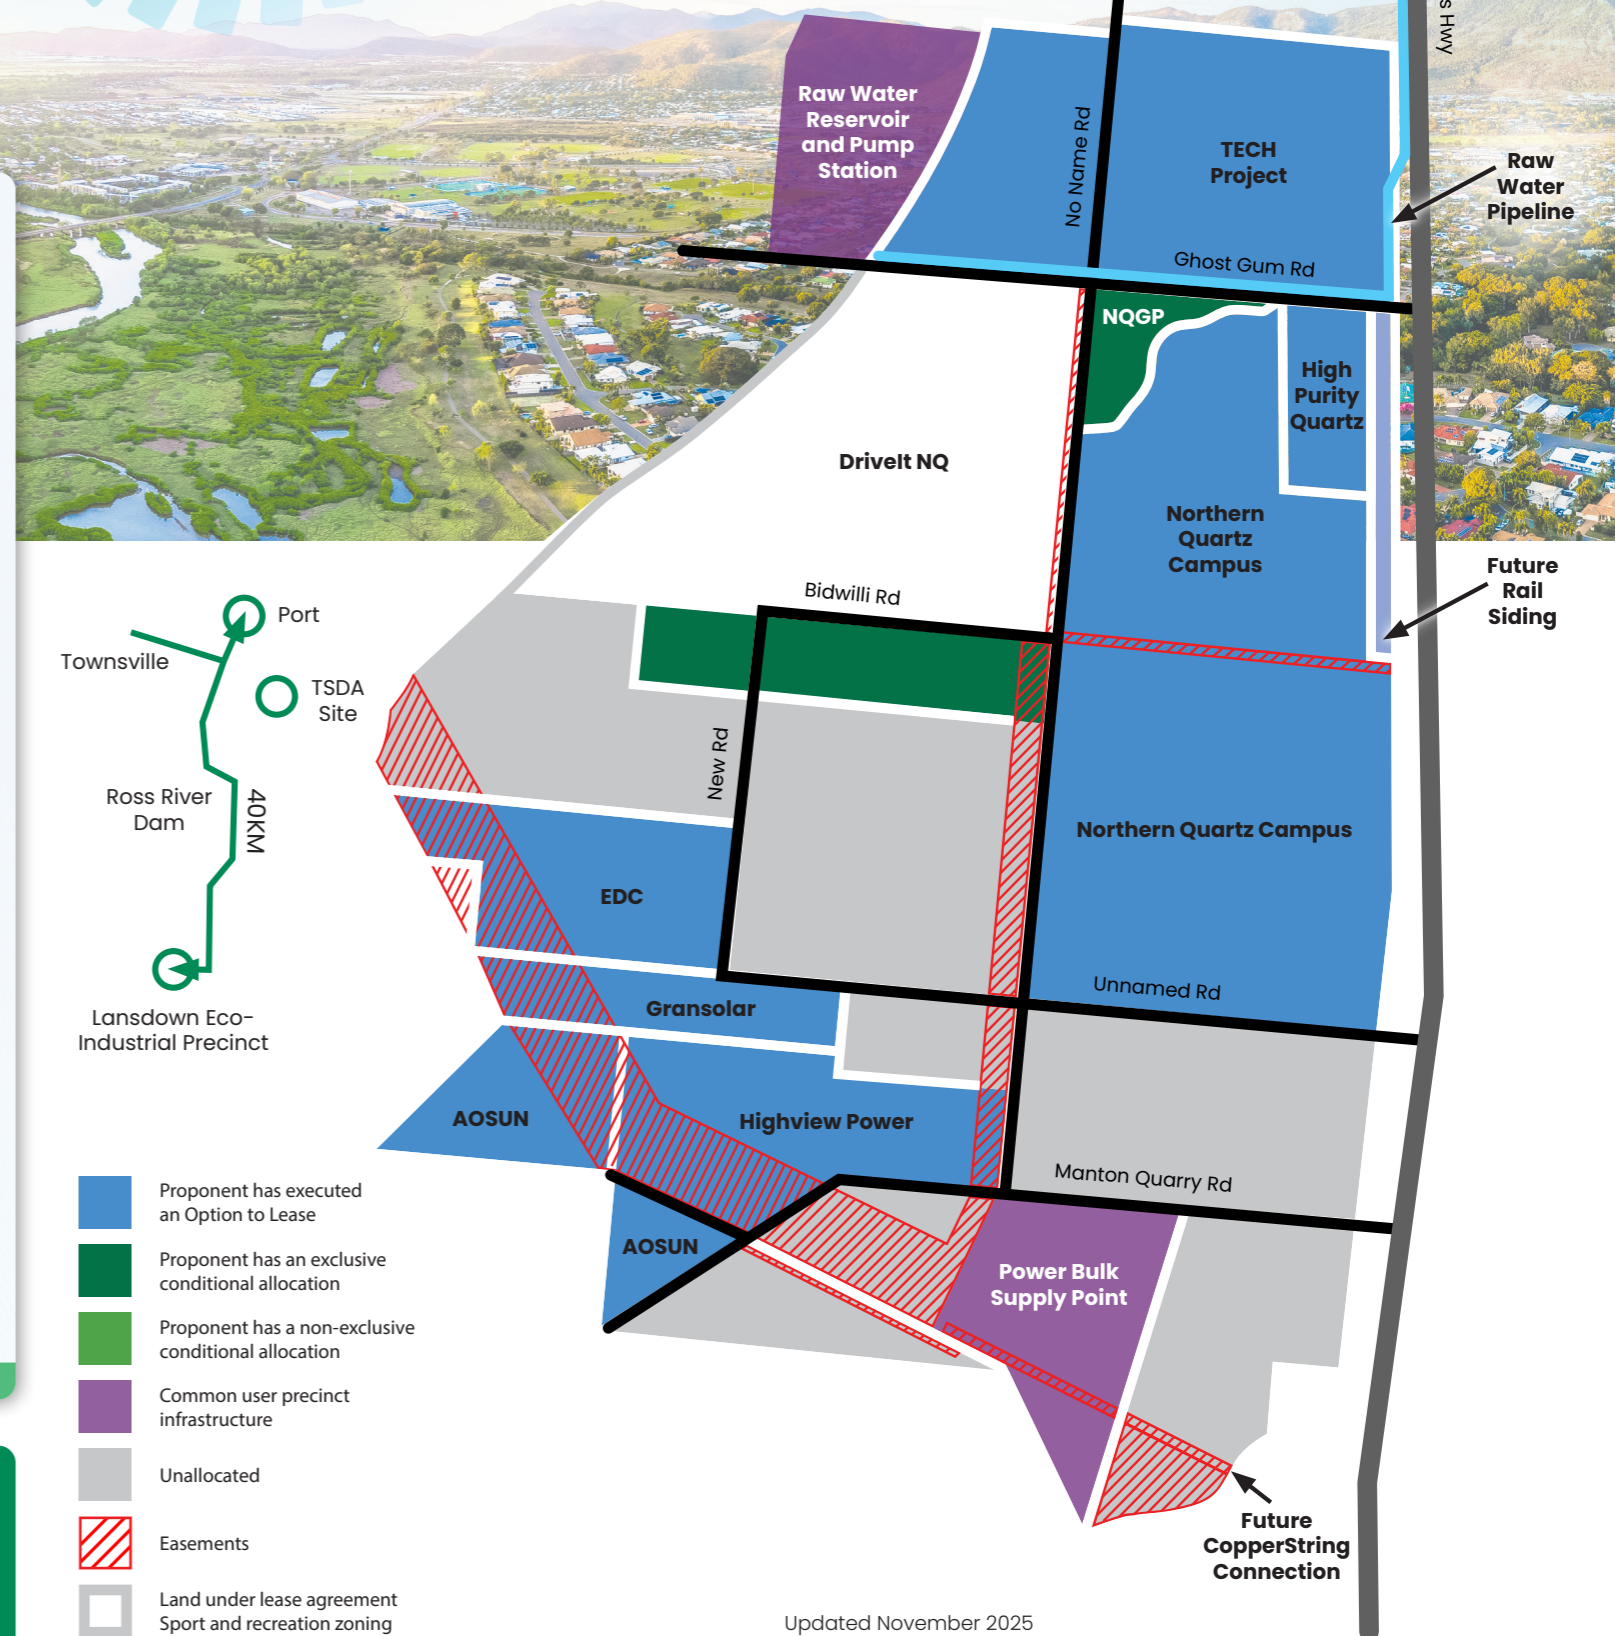 s Hwy
Raw Water
Reservoir
and Pump
Station
No Name Rd
TECH
Project
Raw
Water
Pipeline
Ghost Gum Rd
NQGP
High
Purity
Quartz
DriveIt NQ
Northern
Quartz
Campus
Future
Rail
Siding
Bidwilli Rd
Port
Townsville
TSDA
Site
New Rd
Ross River
Dam
40KM
Northern Quartz Campus
EDC
Lansdown Eco-
Industrial Precinct
Gransolar
Unnamed Rd
AOSUN
Highview Power
Manton Quarry Rd
AOSUN
Power Bulk
Supply Point
Proponent has executed
an Option to Lease
Proponent has an exclusive
conditional allocation
Proponent has a non-exclusive
conditional allocation
Common user precinct
infrastructure
Unallocated
Easements
Land under lease agreement
Sport and recreation zoning
Future
CopperString
Connection
Updated November 2025